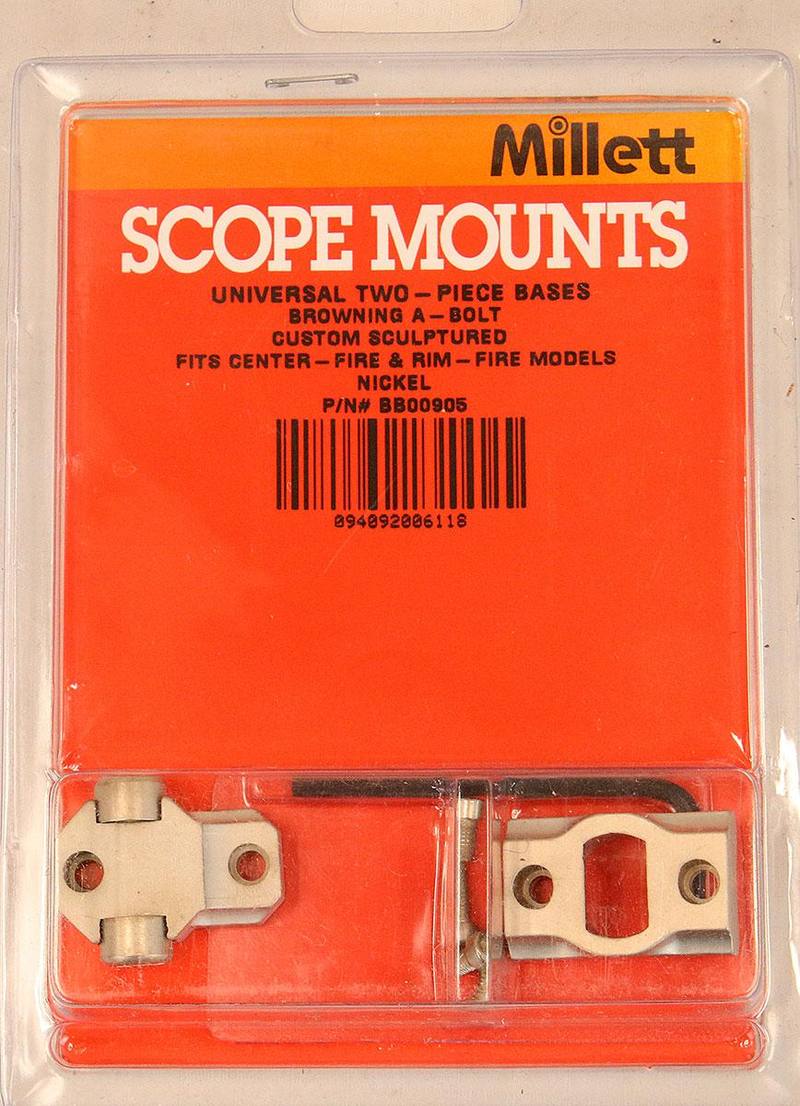 Millett
SCOPE MOUNTS
UNIVERSAL TWO-PIECE BASES
BROWNING A-BOLT
CUSTOM SCULPTURED
FITS CENTER-FIRE & RIM-FIRE MODELS
NICKEL
P/N# BB00905
094092006118